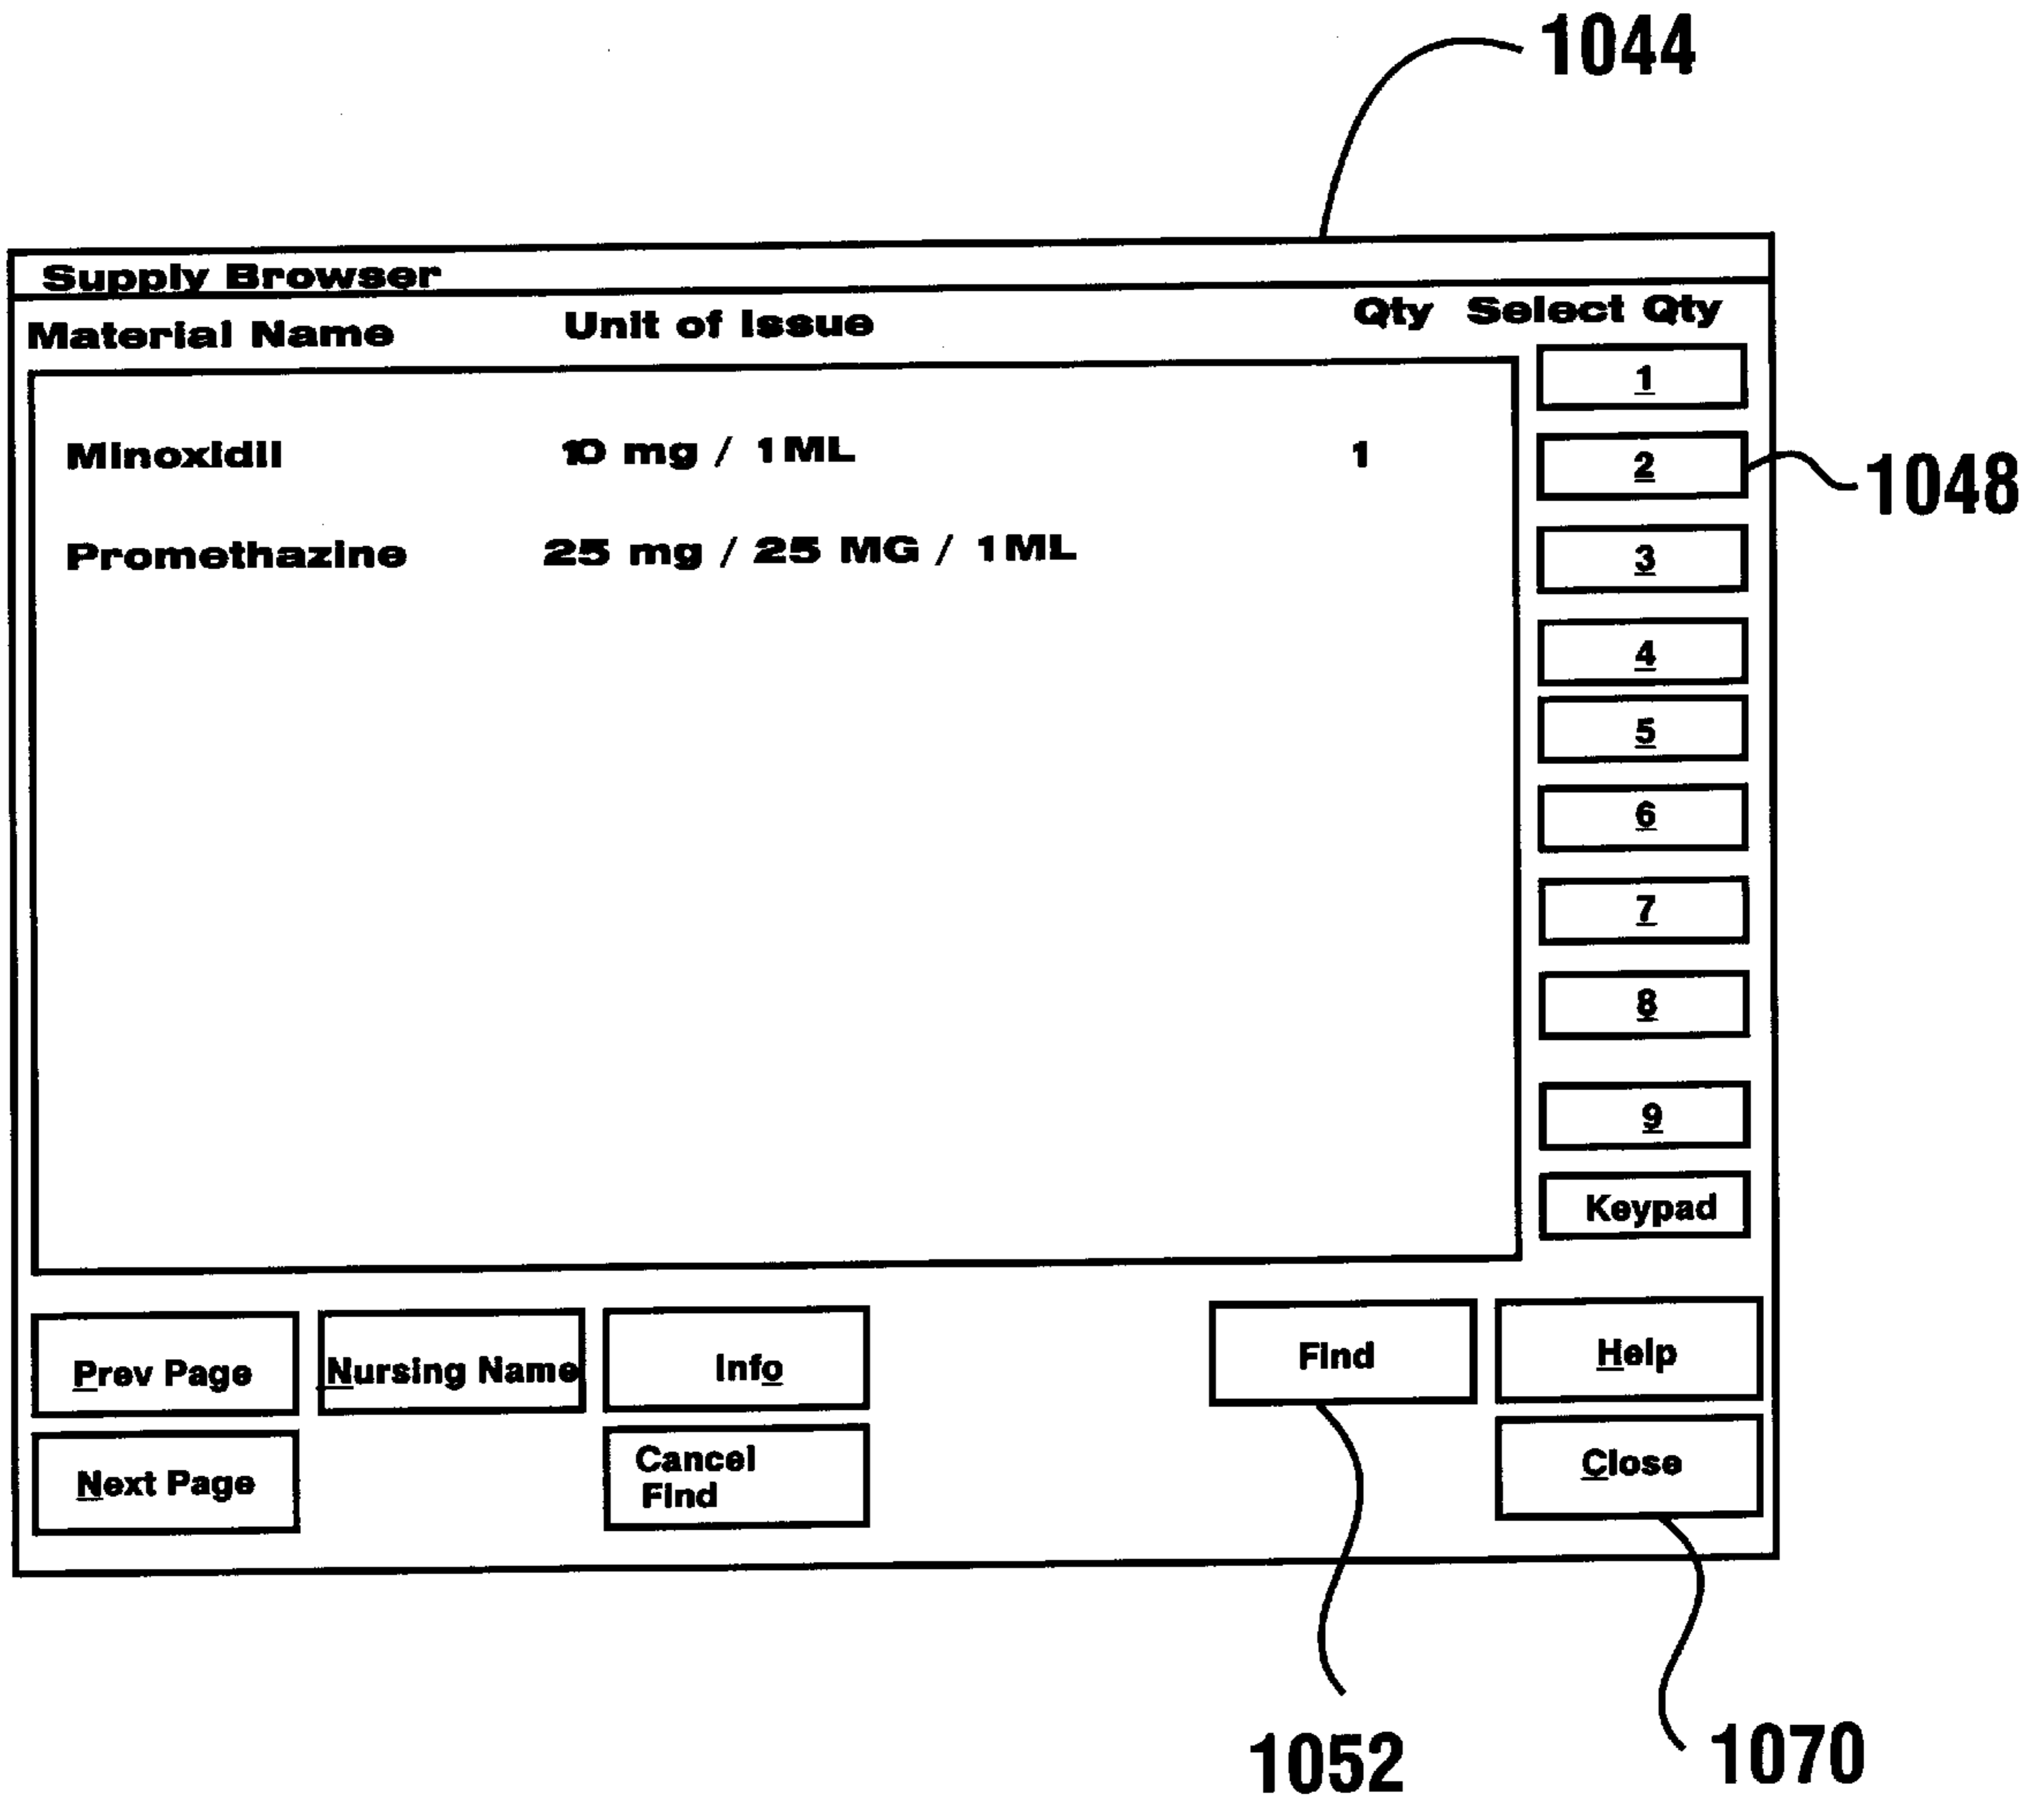 1044
Supply Browser
Material Name Unit of Issue Qty Select Qty
1
Minoxidil 10 mg / 1ML 1
2
1048
Promethazine 25 mg / 25 MG / 1ML
3
4
5
6
7
8
9
Keypad
Prev Page Nursing Name Info Find Help
Next Page Cancel Find Close
1052 1070